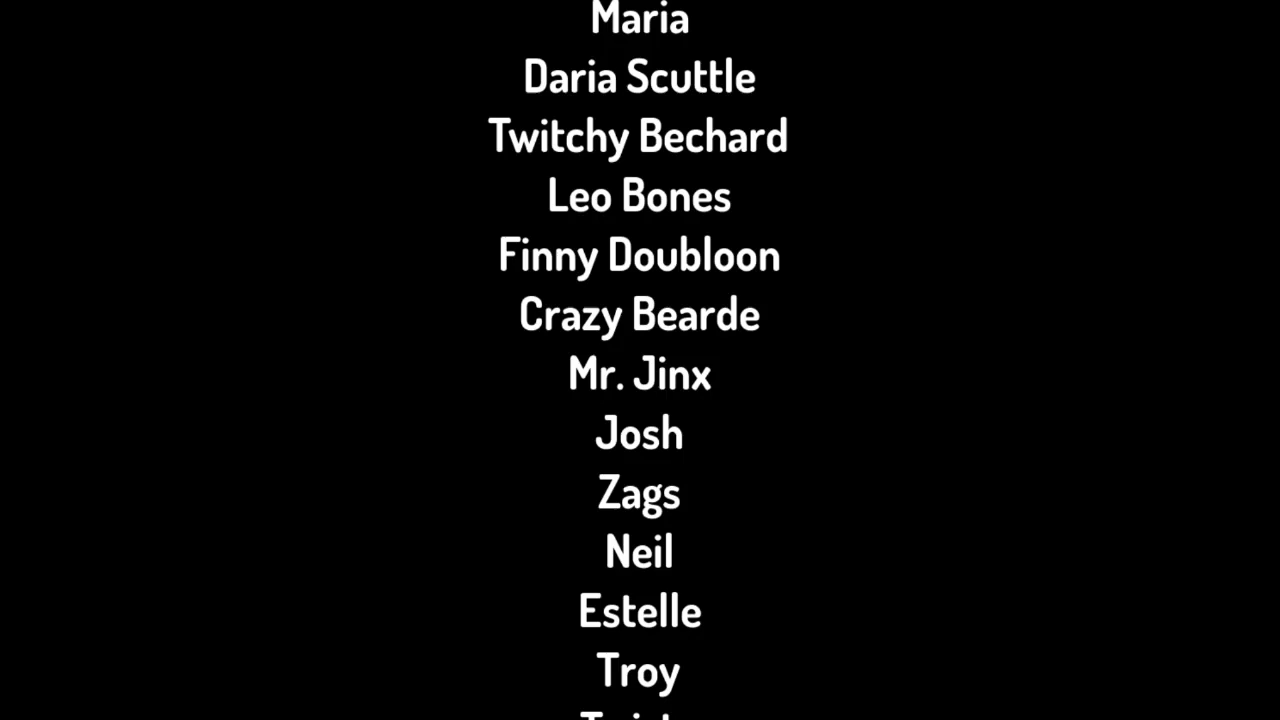 Maria
Daria Scuttle
Twitchy Bechard
Leo Bones
Finny Doubloon
Crazy Bearde
Mr. Jinx
Josh
Zags
Neil
Estelle
Troy